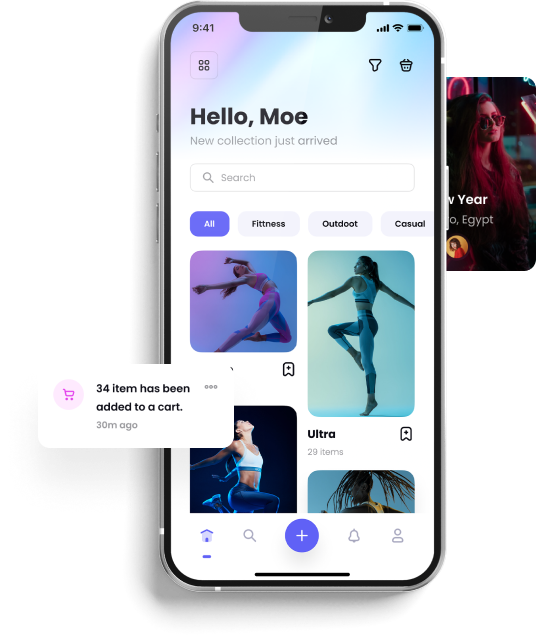 9:41
Hello, Moe
New collection just arrived
Search
All
Fittness
Outdoot
Casual
Year
, Egypt
34 item has been
added to a cart.
30m ago
Ultra
29 items